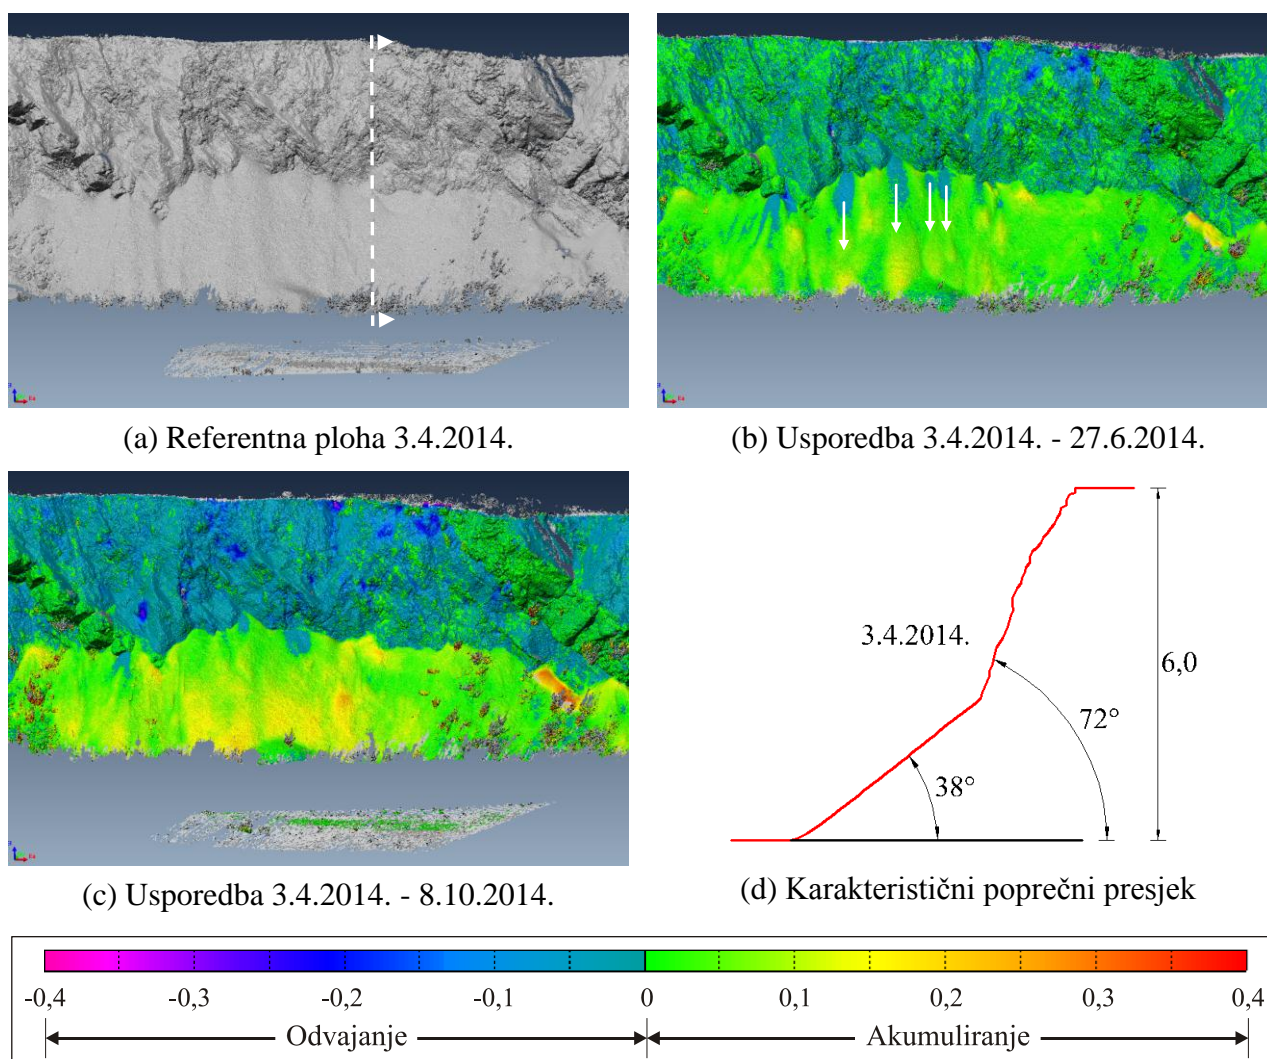 (a) Referentna ploha 3.4.2014.
(b) Usporedba 3.4.2014. - 27.6.2014.
3.4.2014.
6,0
72°
38°
(c) Usporedba 3.4.2014. - 8.10.2014.
(d) Karakteristični poprečni presjek
-0,4 -0,3 -0,2 -0,1 0 0,1 0,2 0,3 0,4
Odvajanje Akumuliranje